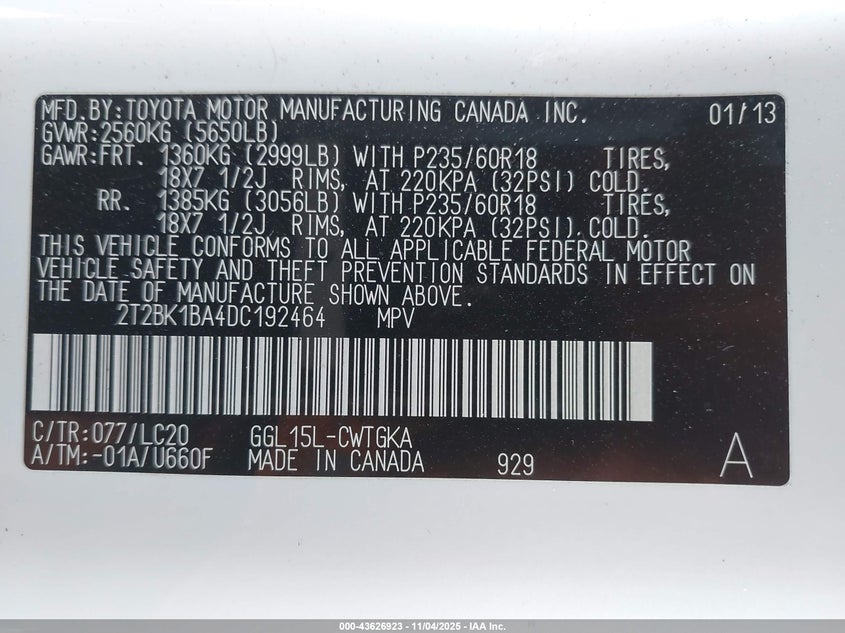 MFD.BY:TOYOTA MOTOR MANUFACTURING CANADA INC. 01/13
GVWR:2560KG (5650LB)
GAWR:FRT. 1360KG (2999LB) WITH P235/60R18 TIRES,
18X7 1/2J RIMS, AT 220KPA (32PSI) COLD.
RR. 1385KG (3056LB) WITH P235/60R18 TIRES,
18X7 1/2J RIMS, AT 220KPA (32PSI) COLD.
THIS VEHICLE CONFORMS TO ALL APPLICABLE FEDERAL MOTOR
VEHICLE SAFETY AND THEFT PREVENTION STANDARDS IN EFFECT ON
THE DATE OF MANUFACTURE SHOWN ABOVE.
2T2BK1BA4DC192464 MPV
C/TR:077/LC20 GGL15L-CWTGKA
A/TM:-01A/U660F MADE IN CANADA 929 A
000-43626923 - 11/04/2025 - IAA Inc.